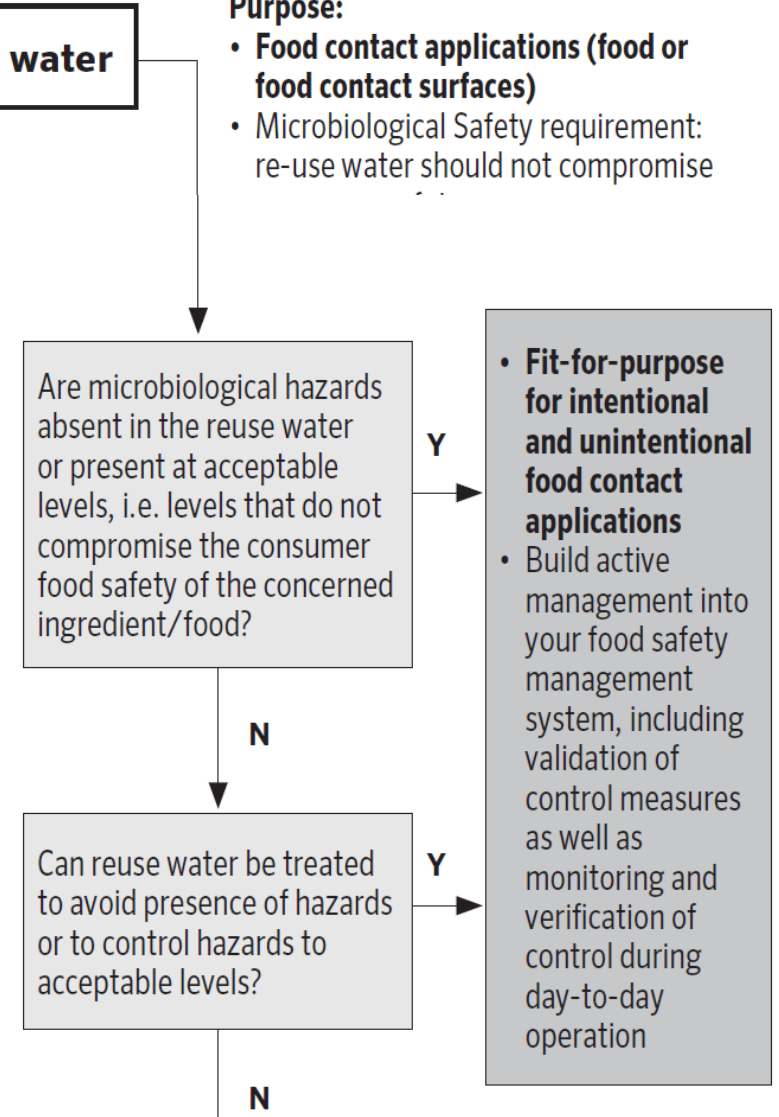 water
Purpose:
• Food contact applications (food or
food contact surfaces)
• Microbiological Safety requirement:
re-use water should not compromise
Are microbiological hazards
absent in the reuse water
or present at acceptable
levels, i.e. levels that do not
compromise the consumer
food safety of the concerned
ingredient/food?
Y
• Fit-for-purpose
for intentional
and unintentional
food contact
applications
• Build active
management into
your food safety
management
system, including
validation of
control measures
as well as
monitoring and
verification of
control during
day-to-day
operation
N
Can reuse water be treated
to avoid presence of hazards
or to control hazards to
acceptable levels?
Y
N